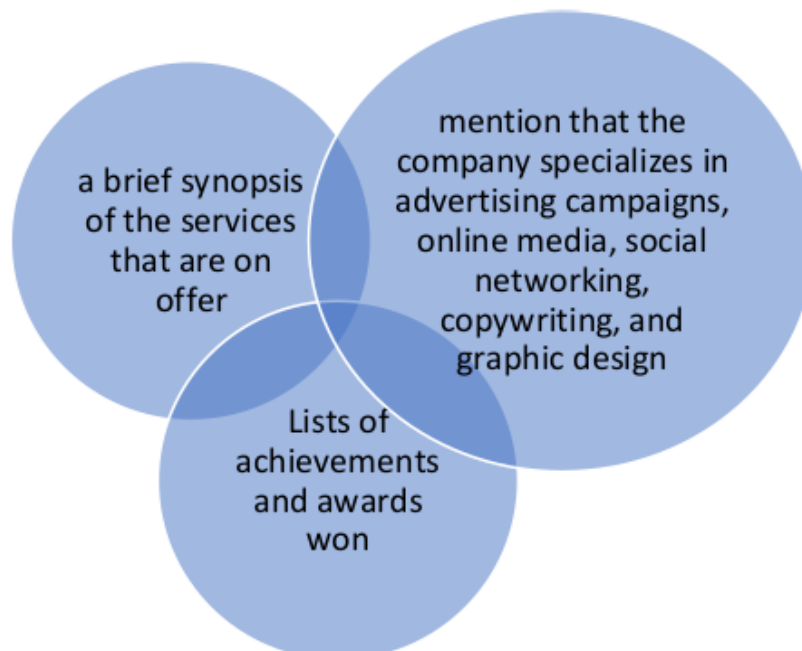 a brief synopsis
of the services
that are on
offer
mention that the
company specializes in
advertising campaigns,
online media, social
networking,
copywriting, and
graphic design
Lists of
achievements
and awards
won